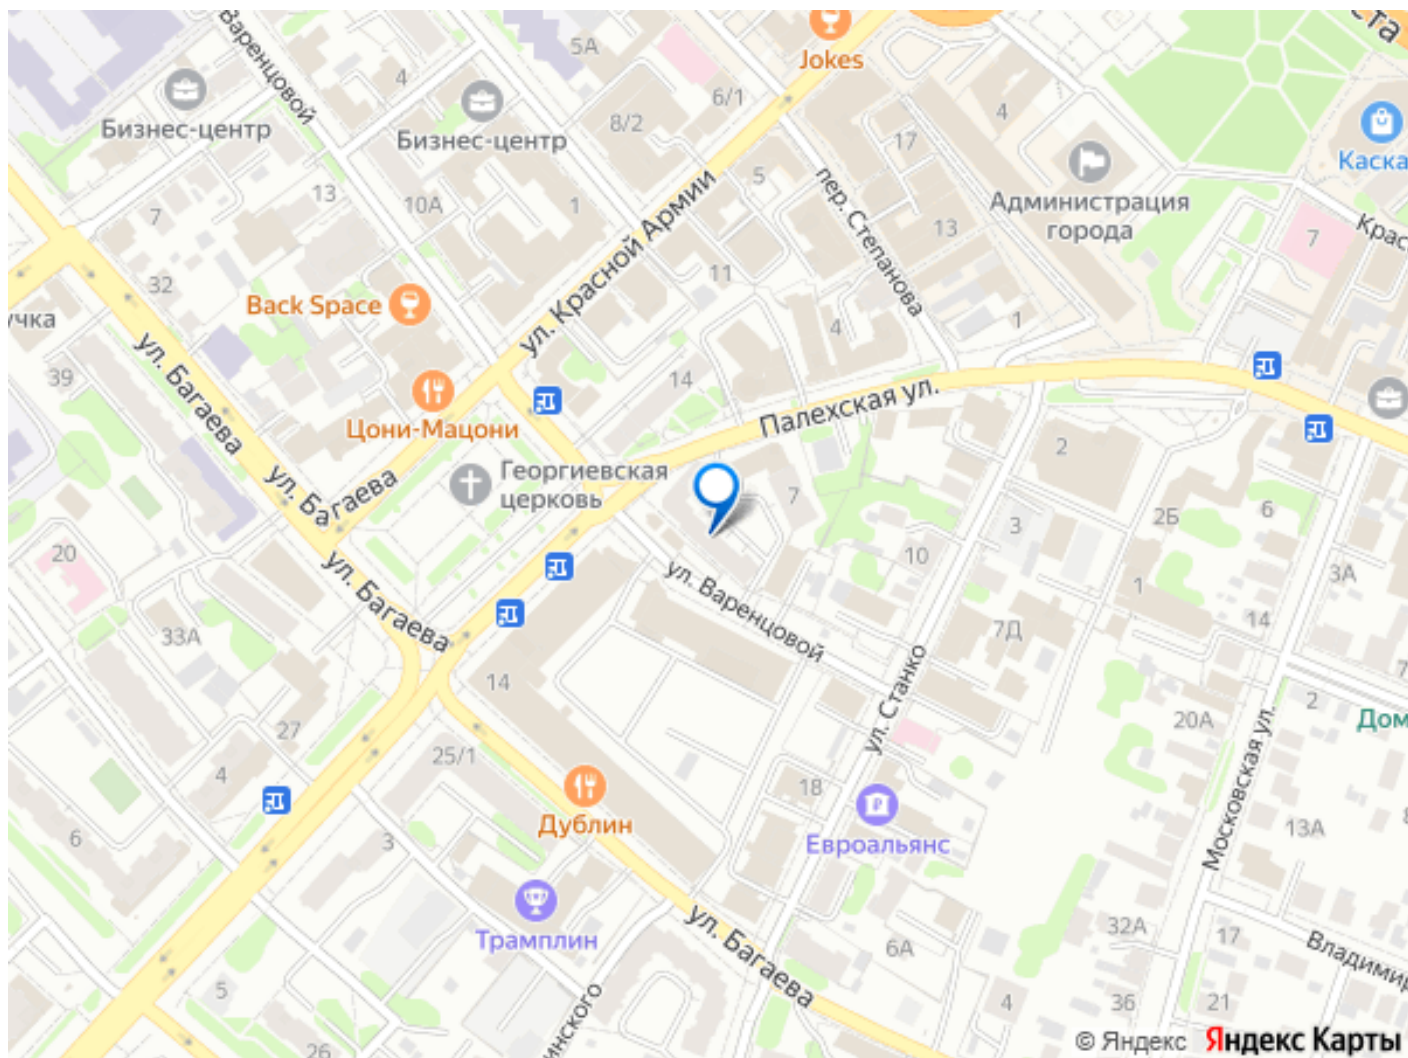 ста
Варенцовой
5А
Jokes
4
6/1
4
Бизнес-центр
Бизнес-центр
8/2
17
Каска
пер. Степанова
5
Администрация
города
13
10А
1
7
13
7
Крас
ул. Красной Армии
11
32
Back Space
учка
4
1
ул. Багаева
39
14
Палехская ул.
Цони-Мацони
2
Георгиевская
церковь
ул. Багаева
7
2Б
6
3
20
10
3А
ул. Багаева
ул. Варенцовой
1
14
33А
7Д
7
14
ул. Станко
2
20А
Дом
27
25/1
4
18
Московская ул.
Дублин
Евроальянс
13А
8
6
3
Трамплин
ул. Багаева
32А
17
6А
Владимир
5
4
36
21
26
инского
© Яндекс Яндекс Карты